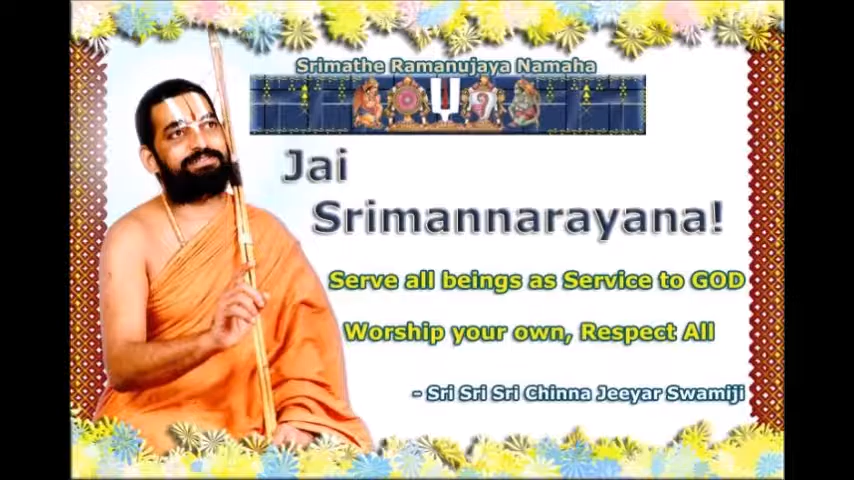 Srimathe Ramanujaya Namaha
Jai
Srimannarayana!
Serve all beings as Service to GOD
Worship your own, Respect All
- Sri Sri Sri Chinna Jeeyar Swamiji